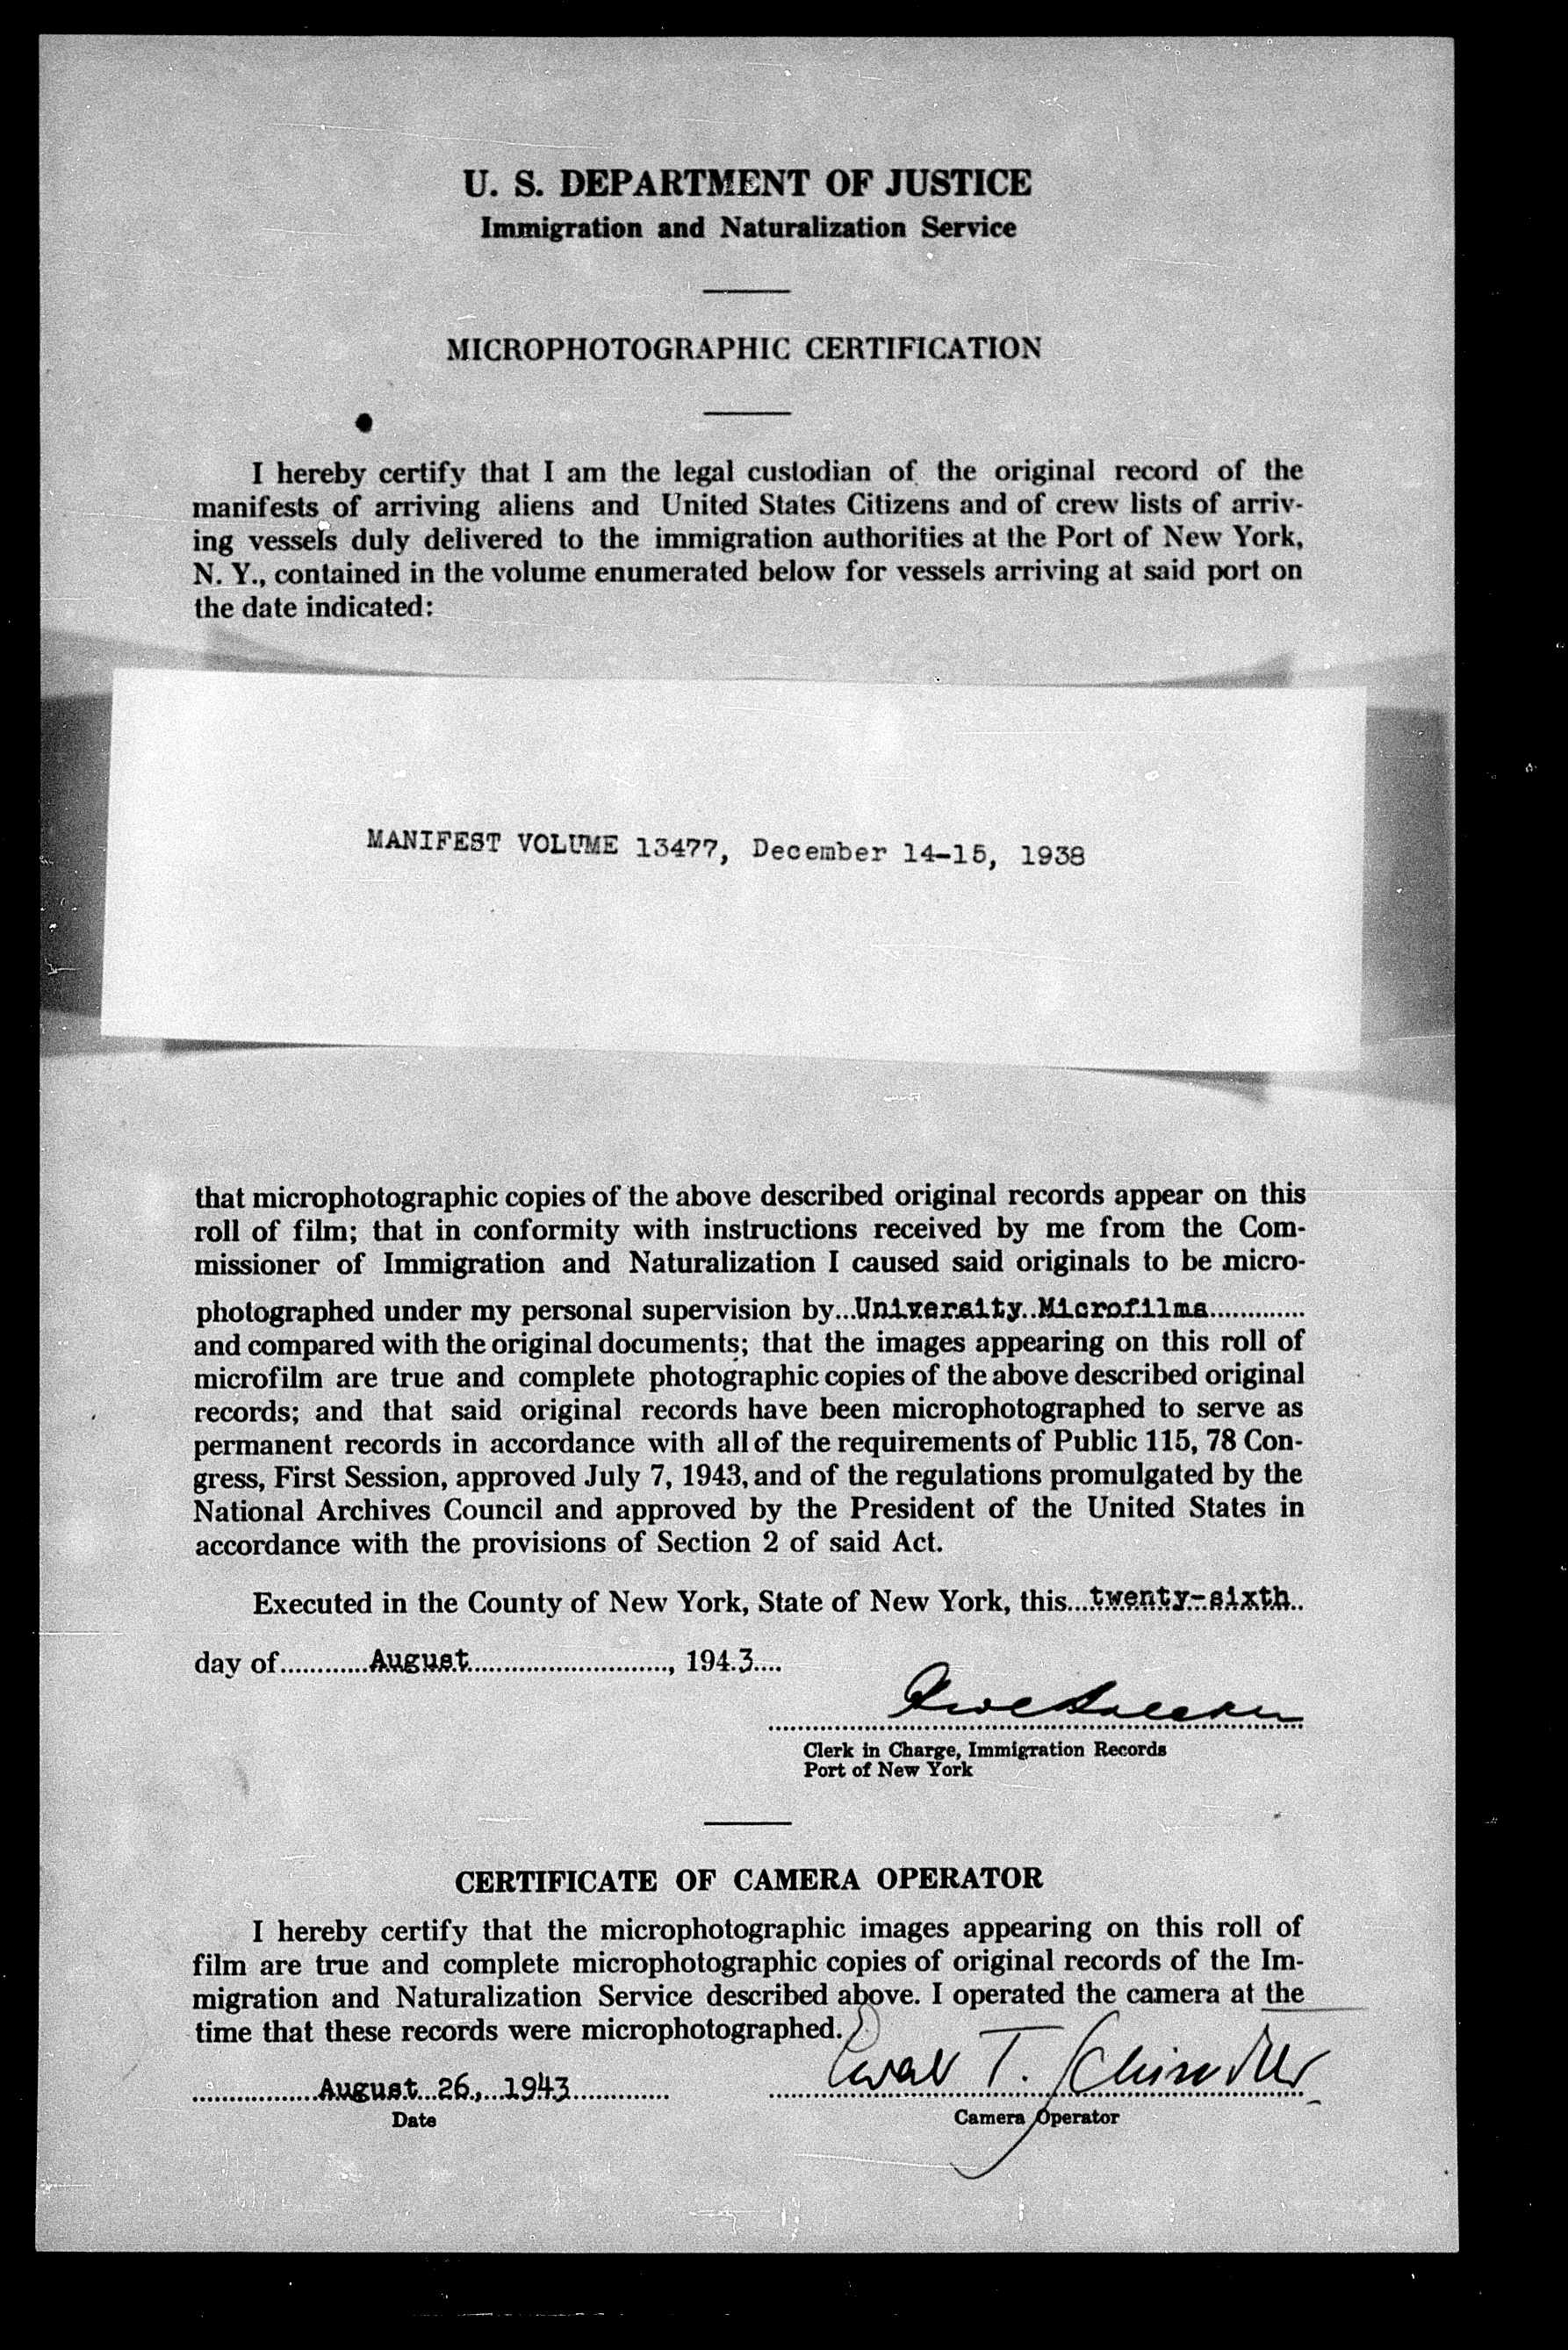 U. S. DEPARTMENT OF JUSTICE
Immigration and Naturalization Service
MICROPHOTOGRAPHIC CERTIFICATION
I hereby certify that I am the legal custodian of the original record of the
manifests of arriving aliens and United States Citizens and of crew lists of arriv-
ing vessels duly delivered to the immigration authorities at the Port of New York,
N. Y., contained in the volume enumerated below for vessels arriving at said port on
the date indicated:
MANIFEST VOLUME 13477, December 14-15, 1938
that microphotographic copies of the above described original records appear on this
roll of film; that in conformity with instructions received by me from the Com-
missioner of Immigration and Naturalization I caused said originals to be micro-
photographed under my personal supervision by...University..Microfilms.............
and compared with the original documents; that the images appearing on this roll of
microfilm are true and complete photographic copies of the above described original
records; and that said original records have been microphotographed to serve as
permanent records in accordance with all of the requirements of Public 115, 78 Con-
gress, First Session, approved July 7, 1943, and of the regulations promulgated by the
National Archives Council and approved by the President of the United States in
accordance with the provisions of Section 2 of said Act.
Executed in the County of New York, State of New York, this...twenty-sixth..
day of............August..........................., 194.3....
Clerk in Charge, Immigration Records
Port of New York
CERTIFICATE OF CAMERA OPERATOR
I hereby certify that the microphotographic images appearing on this roll of
film are true and complete microphotographic copies of original records of the Im-
migration and Naturalization Service described above. I operated the camera at the
time that these records were microphotographed.
T. Schindler
.................August...26.,...1943.............
Date
Camera Operator